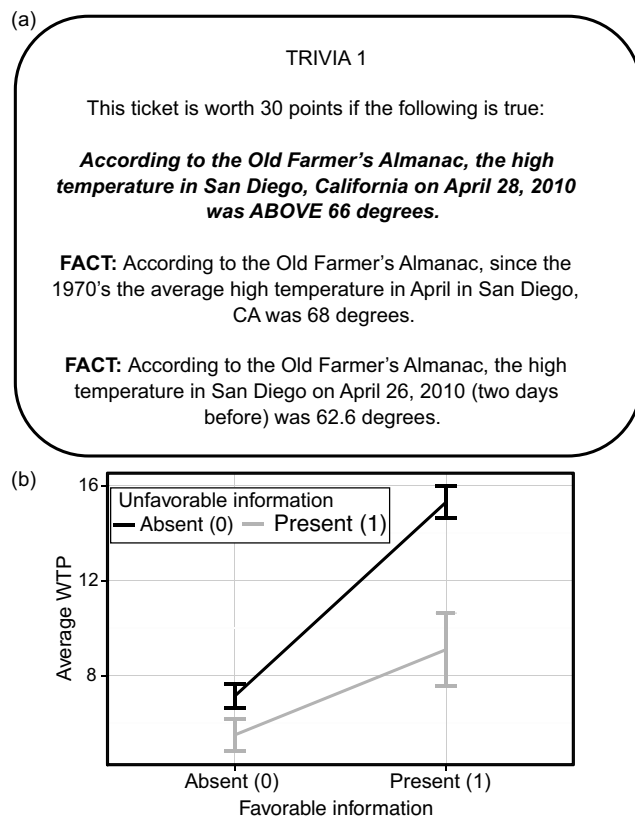 (a)
TRIVIA 1
This ticket is worth 30 points if the following is true:
According to the Old Farmer's Almanac, the high
temperature in San Diego, California on April 28, 2010
was ABOVE 66 degrees.
FACT: According to the Old Farmer's Almanac, since the
1970's the average high temperature in April in San Diego,
CA was 68 degrees.
FACT: According to the Old Farmer's Almanac, the high
temperature in San Diego on April 26, 2010 (two days
before) was 62.6 degrees.
(b)
16
12
8
Average WTP
Unfavorable information
Absent (0) Present (1)
Absent (0) Present (1)
Favorable information